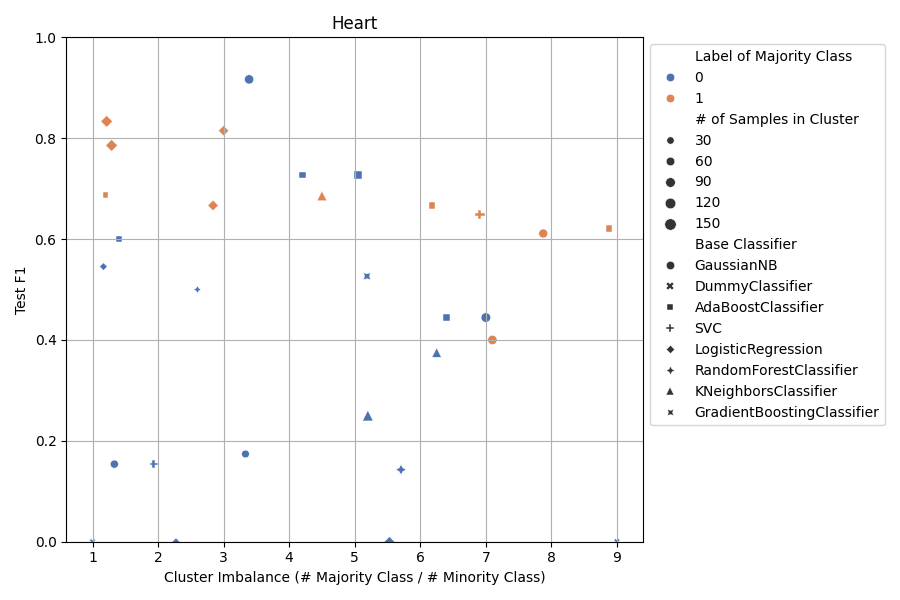 Heart
1.0
0.8
0.6
0.4
0.2
0.0
Test F1
1 2 3 4 5 6 7 8 9
Cluster Imbalance (# Majority Class / # Minority Class)
Label of Majority Class
0
1
# of Samples in Cluster
30
60
90
120
150
Base Classifier
GaussianNB
DummyClassifier
AdaBoostClassifier
SVC
LogisticRegression
RandomForestClassifier
KNeighborsClassifier
GradientBoostingClassifier